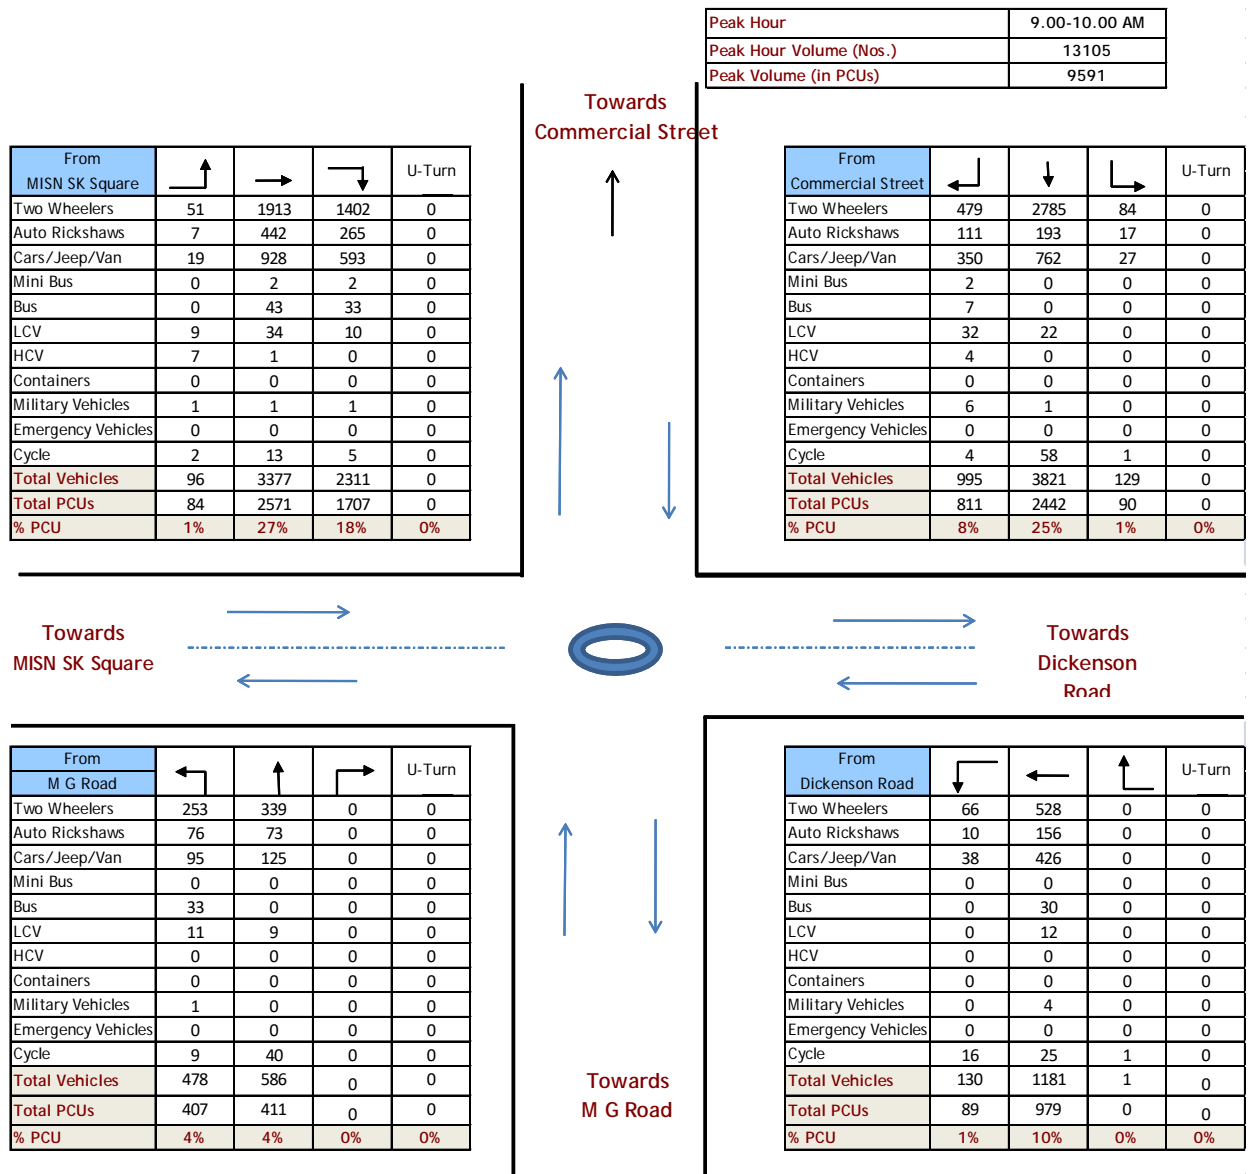 Peak Hour 9.00-10.00 AM
Peak Hour Volume (Nos.) 13105
Peak Volume (in PCUs) 9591
Towards
Commercial Street
From
MISN SK Square U-Turn
Two Wheelers 51 1913 1402 0
Auto Rickshaws 7 442 265 0
Cars/Jeep/Van 19 928 593 0
Mini Bus 0 2 2 0
Bus 0 43 33 0
LCV 9 34 10 0
HCV 7 1 0 0
Containers 0 0 0 0
Military Vehicles 1 1 1 0
Emergency Vehicles 0 0 0 0
Cycle 2 13 5 0
Total Vehicles 96 3377 2311 0
Total PCUs 84 2571 1707 0
% PCU 1% 27% 18% 0%
From
Commercial Street U-Turn
Two Wheelers 479 2785 84 0
Auto Rickshaws 111 193 17 0
Cars/Jeep/Van 350 762 27 0
Mini Bus 2 0 0 0
Bus 7 0 0 0
LCV 32 22 0 0
HCV 4 0 0 0
Containers 0 0 0 0
Military Vehicles 6 1 0 0
Emergency Vehicles 0 0 0 0
Cycle 4 58 1 0
Total Vehicles 995 3821 129 0
Total PCUs 811 2442 90 0
% PCU 8% 25% 1% 0%
Towards
MISN SK Square
Towards
Dickenson
Road
From
M G Road U-Turn
Two Wheelers 253 339 0 0
Auto Rickshaws 76 73 0 0
Cars/Jeep/Van 95 125 0 0
Mini Bus 0 0 0 0
Bus 33 0 0 0
LCV 11 9 0 0
HCV 0 0 0 0
Containers 0 0 0 0
Military Vehicles 1 0 0 0
Emergency Vehicles 0 0 0 0
Cycle 9 40 0 0
Total Vehicles 478 586 0 0
Total PCUs 407 411 0 0
% PCU 4% 4% 0% 0%
Towards
M G Road
From
Dickenson Road U-Turn
Two Wheelers 66 528 0 0
Auto Rickshaws 10 156 0 0
Cars/Jeep/Van 38 426 0 0
Mini Bus 0 0 0 0
Bus 0 30 0 0
LCV 0 12 0 0
HCV 0 0 0 0
Containers 0 0 0 0
Military Vehicles 0 4 0 0
Emergency Vehicles 0 0 0 0
Cycle 16 25 1 0
Total Vehicles 130 1181 1 0
Total PCUs 89 979 0 0
% PCU 1% 10% 0% 0%